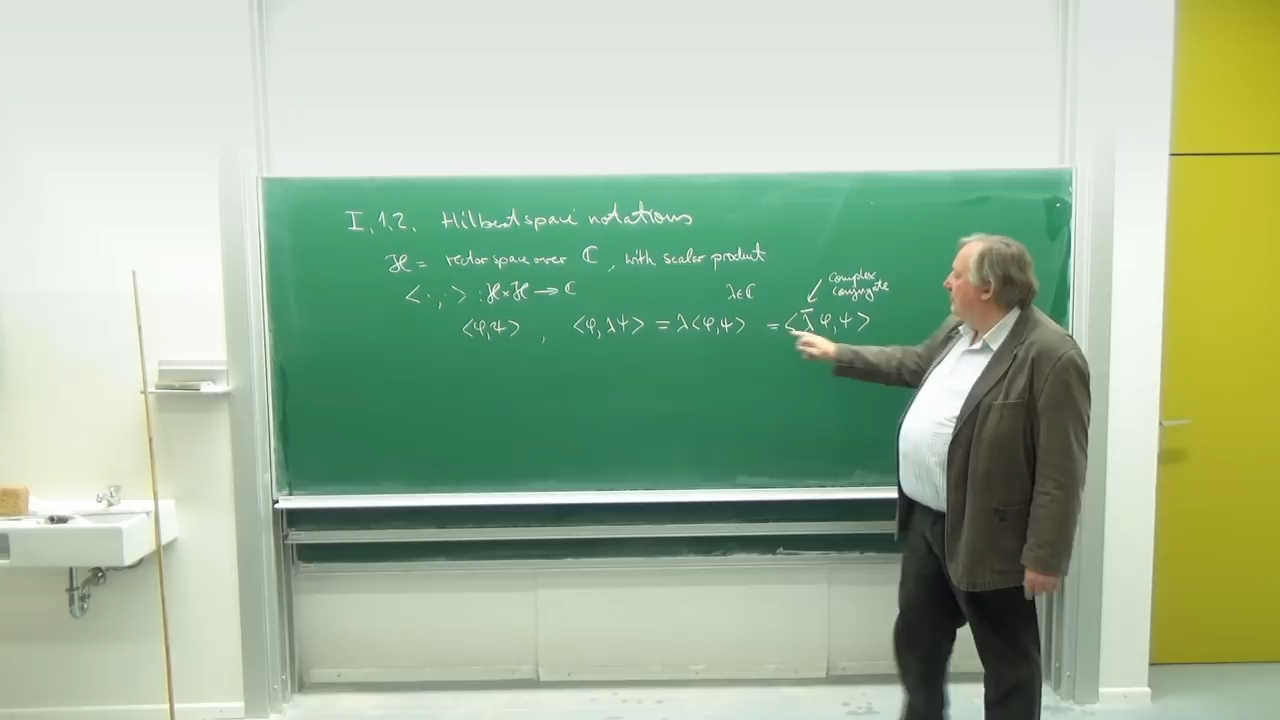 I.1.2. Hilbertspace notations
ℋ = vector space over ℂ, with scalar product
<·,·> : ℋ×ℋ → ℂ
λ∈ℂ
complex conjugate
<φ,ψ> , <φ,λψ> = λ<φ,ψ> = <λ̄φ,ψ>